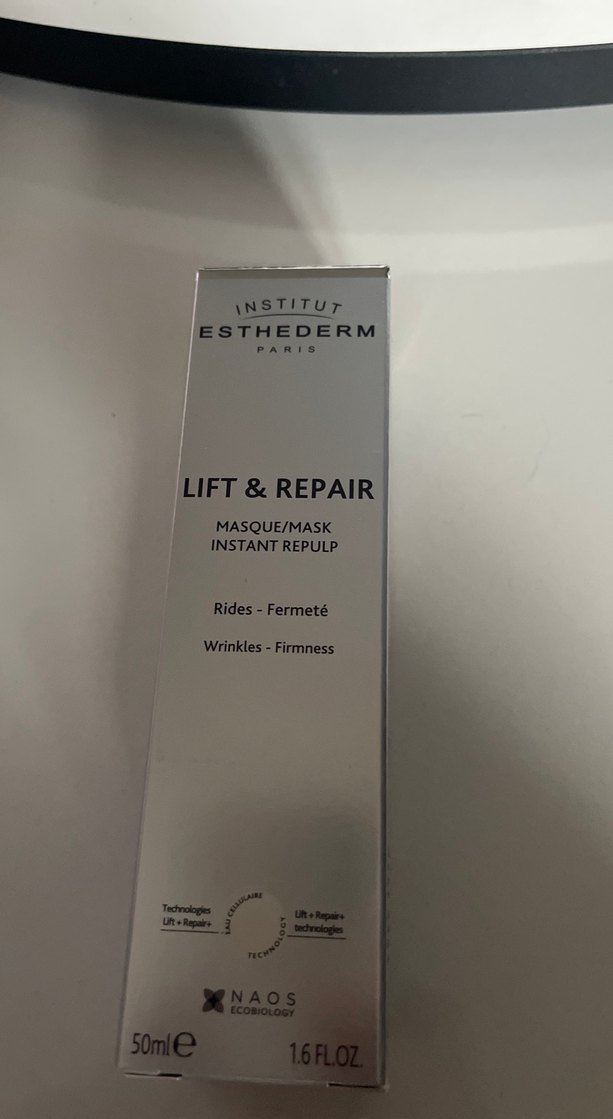 INSTITUT
ESTHEDERM
PARIS
LIFT & REPAIR
MASQUE/MASK
INSTANT REPULP
Rides - Fermeté
Wrinkles - Firmness
Technologies
Lift + Repair+
EAU CELLULAIRE
TECHNOLOGY
Lift + Repair+
technologies
NAOS
ECOBIOLOGY
50ml e
1.6 FL.OZ.